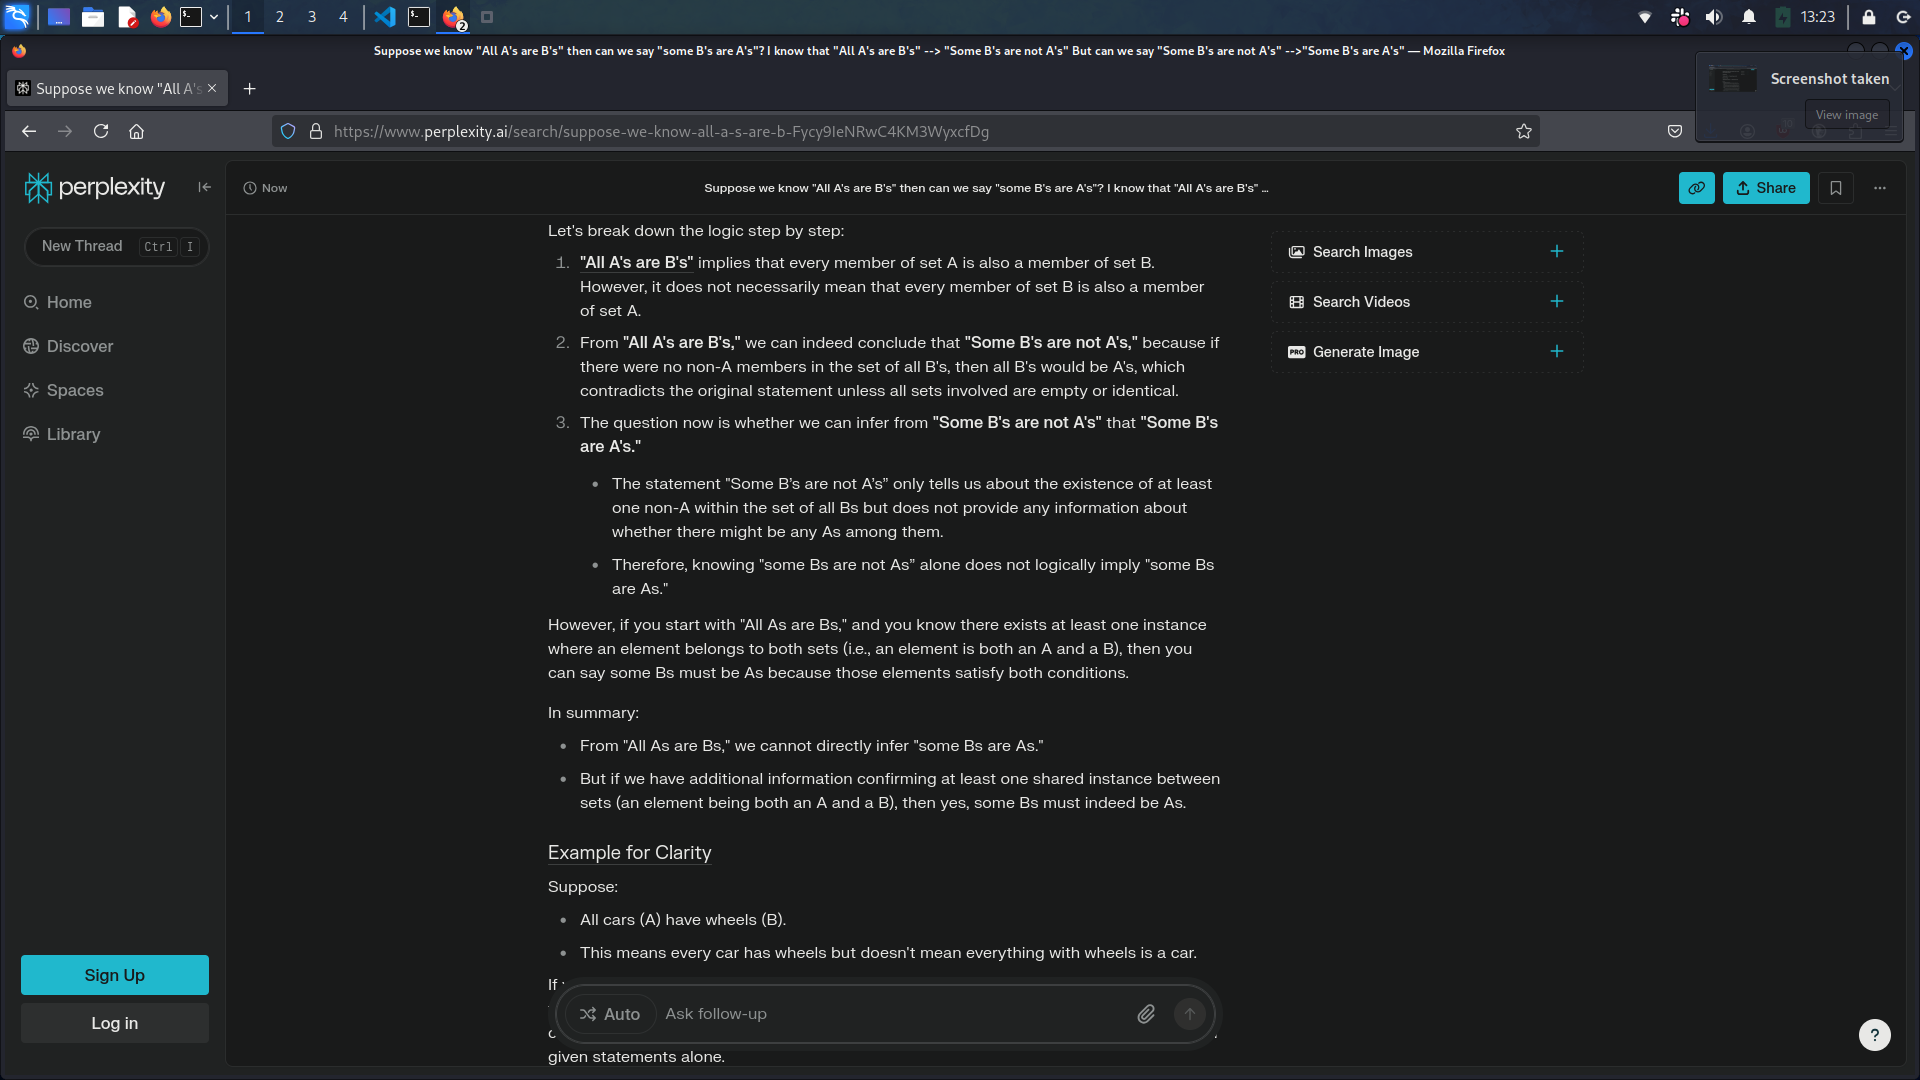 1 2 3 4 2 13:23
Suppose we know "All A's are B's" then can we say "some B's are A's"? I know that "All A's are B's" --> "Some B's are not A's" But can we say "Some B's are not A's" -->"Some B's are A's" — Mozilla Firefox
Suppose we know "All A's
Screenshot taken
View image
https://www.perplexity.ai/search/suppose-we-know-all-a-s-are-b-Fycy9IeNRwC4KM3WyxcfDg
perplexity
Now
Suppose we know "All A's are B's" then can we say "some B's are A's"? I know that "All A's are B's" ...
Share
New Thread Ctrl I
Home
Discover
Spaces
Library
Sign Up
Log in
Let's break down the logic step by step:
1. "All A's are B's" implies that every member of set A is also a member of set B.
However, it does not necessarily mean that every member of set B is also a member
of set A.
2. From "All A's are B's," we can indeed conclude that "Some B's are not A's," because if
there were no non-A members in the set of all B's, then all B's would be A's, which
contradicts the original statement unless all sets involved are empty or identical.
3. The question now is whether we can infer from "Some B's are not A's" that "Some B's
are A's."
• The statement "Some B's are not A's” only tells us about the existence of at least
one non-A within the set of all Bs but does not provide any information about
whether there might be any As among them.
• Therefore, knowing "some Bs are not As” alone does not logically imply "some Bs
are As."
However, if you start with "All As are Bs," and you know there exists at least one instance
where an element belongs to both sets (i.e., an element is both an A and a B), then you
can say some Bs must be As because those elements satisfy both conditions.
In summary:
• From "All As are Bs," we cannot directly infer "some Bs are As."
• But if we have additional information confirming at least one shared instance between
sets (an element being both an A and a B), then yes, some Bs must indeed be As.
Example for Clarity
Suppose:
• All cars (A) have wheels (B).
• This means every car has wheels but doesn't mean everything with wheels is a car.
If
Auto Ask follow-up
given statements alone.
Search Images
Search Videos
PRO Generate Image
?